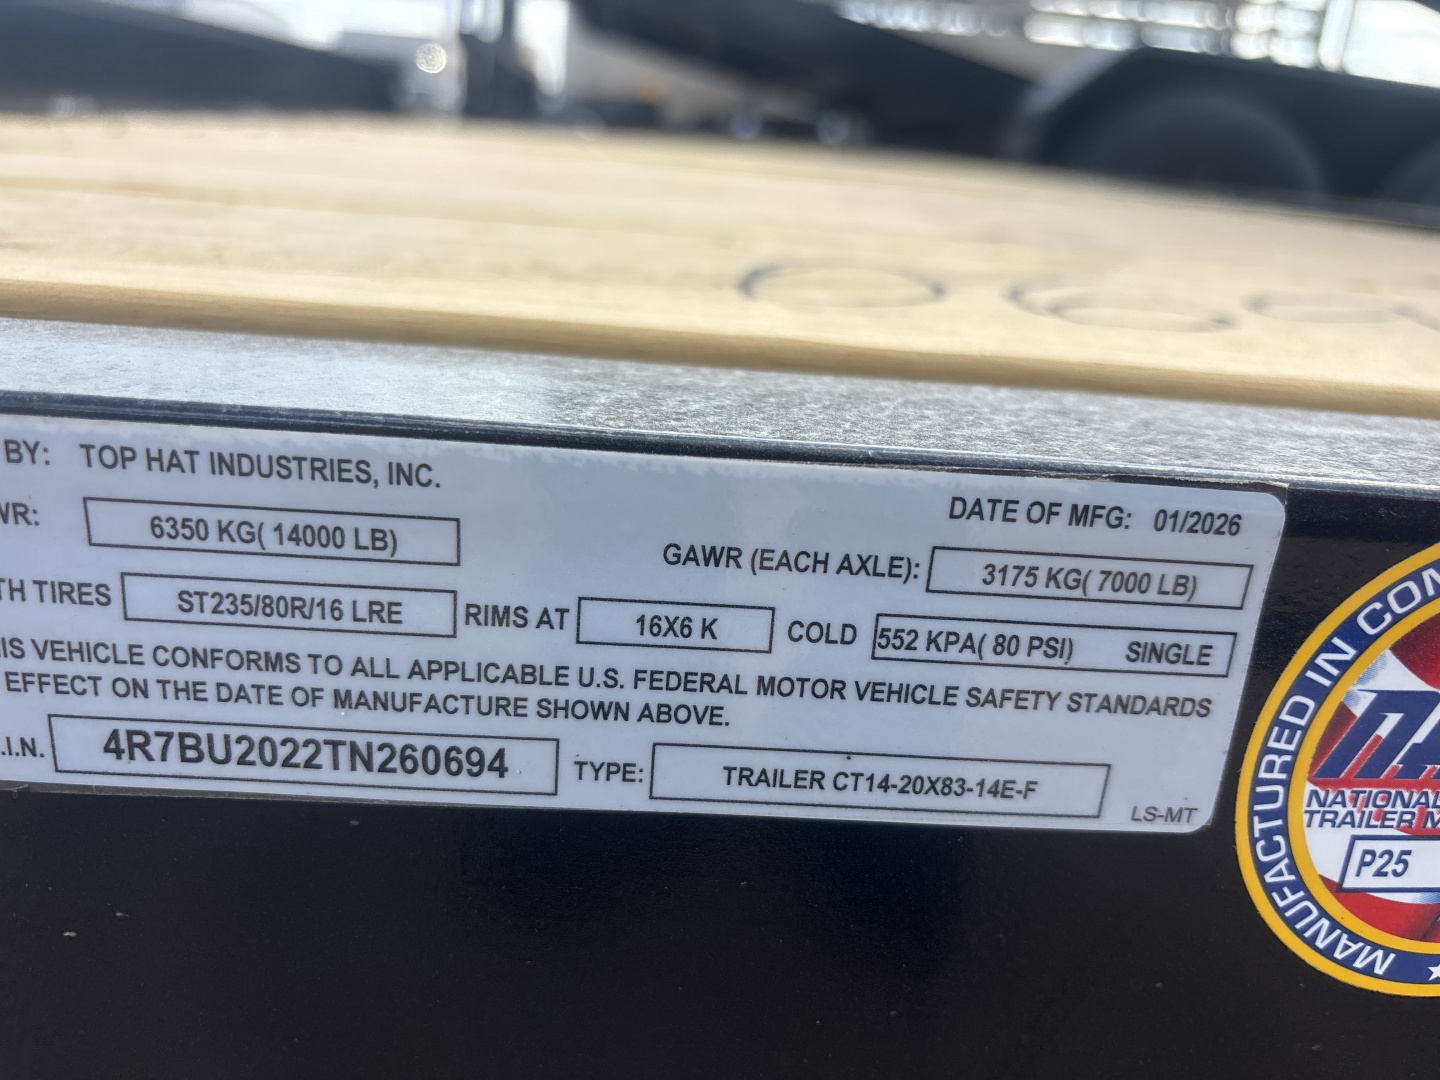 BY: TOP HAT INDUSTRIES, INC.
DATE OF MFG: 01/2026
WR: 6350 KG( 14000 LB)
GAWR (EACH AXLE): 3175 KG( 7000 LB)
TH TIRES ST235/80R/16 LRE RIMS AT 16X6 K COLD 552 KPA( 80 PSI) SINGLE
IS VEHICLE CONFORMS TO ALL APPLICABLE U.S. FEDERAL MOTOR VEHICLE SAFETY STANDARDS
EFFECT ON THE DATE OF MANUFACTURE SHOWN ABOVE.
.I.N. 4R7BU2022TN260694 TYPE: TRAILER CT14-20X83-14E-F
LS-MT
MANUFACTURED IN COM
NATIONAL
TRAILER M
P25